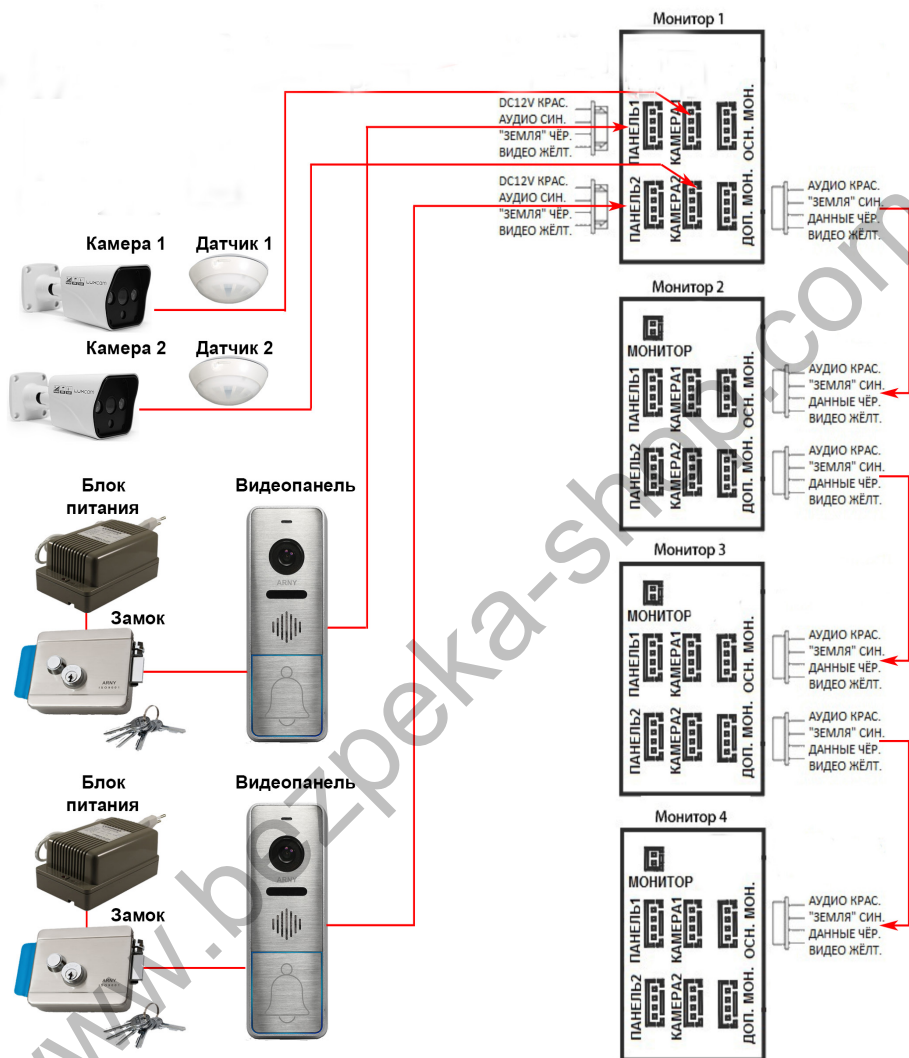 Монитор 1
DC12V КРАС.
АУДИО СИН.
"ЗЕМЛЯ" ЧЁР.
ВИДЕО ЖЁЛТ.
ПАНЕЛЬ1
КАМЕРА1
ОСН. МОН.
DC12V КРАС.
АУДИО СИН.
"ЗЕМЛЯ" ЧЁР.
ВИДЕО ЖЁЛТ.
ПАНЕЛЬ2
КАМЕРА2
ДОП. МОН.
АУДИО КРАС.
"ЗЕМЛЯ" СИН.
ДАННЫЕ ЧЁР.
ВИДЕО ЖЁЛТ.
Камера 1
Датчик 1
LUXCOM
Камера 2
Датчик 2
LUXCOM
Монитор 2
МОНИТОР
ПАНЕЛЬ1
КАМЕРА1
ОСН. МОН.
АУДИО КРАС.
"ЗЕМЛЯ" СИН.
ДАННЫЕ ЧЁР.
ВИДЕО ЖЁЛТ.
ПАНЕЛЬ2
КАМЕРА2
ДОП. МОН.
АУДИО КРАС.
"ЗЕМЛЯ" СИН.
ДАННЫЕ ЧЁР.
ВИДЕО ЖЁЛТ.
Блок
питания
Видеопанель
ARNY
Замок
ARNY
Монитор 3
МОНИТОР
ПАНЕЛЬ1
КАМЕРА1
ОСН. МОН.
АУДИО КРАС.
"ЗЕМЛЯ" СИН.
ДАННЫЕ ЧЁР.
ВИДЕО ЖЁЛТ.
ПАНЕЛЬ2
КАМЕРА2
ДОП. МОН.
АУДИО КРАС.
"ЗЕМЛЯ" СИН.
ДАННЫЕ ЧЁР.
ВИДЕО ЖЁЛТ.
Блок
питания
Видеопанель
ARNY
Замок
ARNY
Монитор 4
МОНИТОР
ПАНЕЛЬ1
КАМЕРА1
ОСН. МОН.
АУДИО КРАС.
"ЗЕМЛЯ" СИН.
ДАННЫЕ ЧЁР.
ВИДЕО ЖЁЛТ.
ПАНЕЛЬ2
КАМЕРА2
ДОП. МОН.
www.bezpeka-shop.com